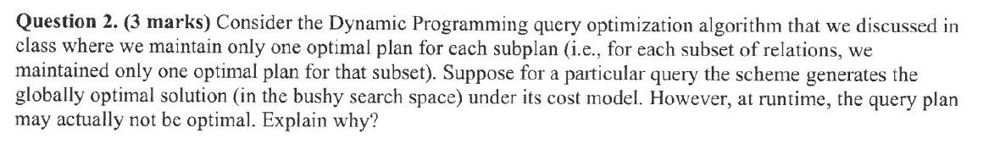 Question 2. (3 marks) Consider the Dynamic Programming query optimization algorithm that we discussed in
class where we maintain only one optimal plan for each subplan (i.e., for each subset of relations, we
maintained only one optimal plan for that subset). Suppose for a particular query the scheme generates the
globally optimal solution (in the bushy search space) under its cost model. However, at runtime, the query plan
may actually not be optimal. Explain why?